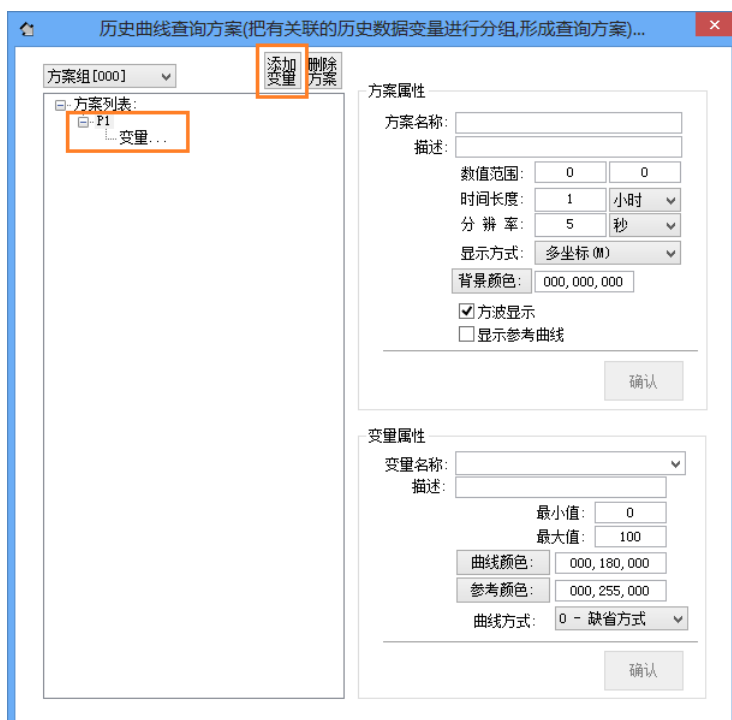 历史曲线查询方案(把有关联的历史数据变量进行分组,形成查询方案)...
方案组[000]
添加变量
删除方案
方案列表:
P1
变量...
方案属性
方案名称:
描述:
数值范围: 0 0
时间长度: 1 小时
分 辨 率: 5 秒
显示方式: 多坐标(M)
背景颜色: 000,000,000
方波显示
显示参考曲线
确认
变量属性
变量名称:
描述:
最小值: 0
最大值: 100
曲线颜色: 000,180,000
参考颜色: 000,255,000
曲线方式: 0 - 缺省方式
确认